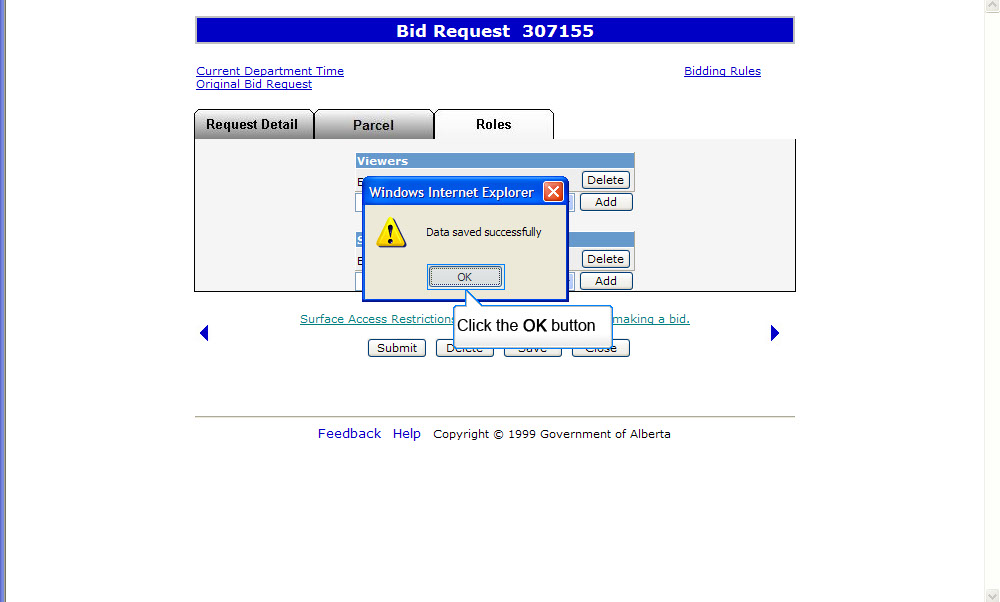 Bid Request 307155
Current Department Time
Bidding Rules
Original Bid Request
Request Detail
Parcel
Roles
Viewers
Delete
Add
Windows Internet Explorer
Data saved successfully
OK
Delete
Add
Click the OK button
Surface Access Restrictions
making a bid.
Submit
Delete
Save
Close
Feedback Help Copyright © 1999 Government of Alberta